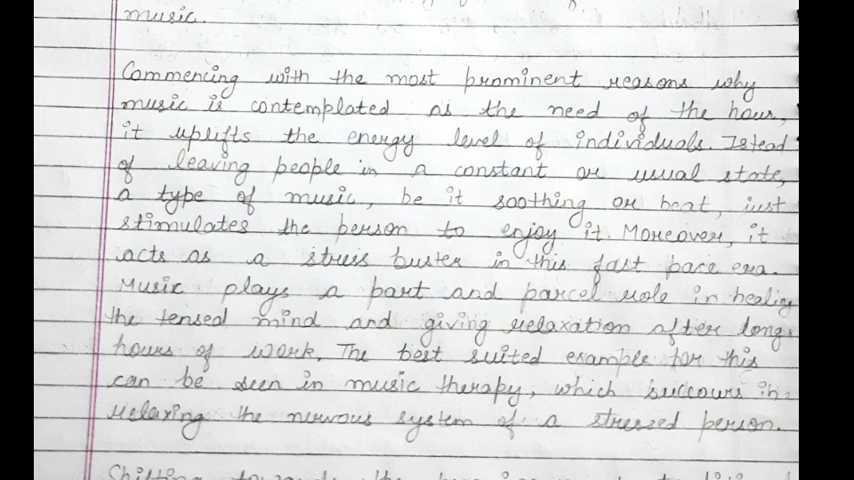 music.
Commencing with the most prominent reasons why
music is contemplated as the need of the hour,
it uplifts the energy level of individuals. Istead
of leaving people in a constant or usual state,
a type of music, be it soothing or beat, just
stimulates the person to enjoy it. Moreover, it
acts as a stress buster in this fast pace era.
Music plays a part and parcel role in healing
the tensed mind and giving relaxation after long
hours of work. The best suited example for this
can be seen in music therapy, which succours in
relaxing the nervous system of a stressed person.
Shifting towards the